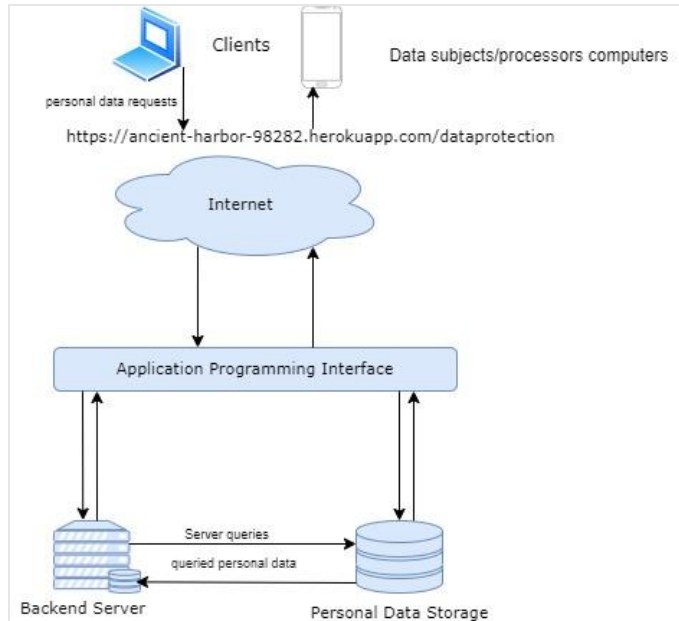 Clients
Data subjects/processors computers
personal data requests
https://ancient-harbor-98282.herokuapp.com/dataprotection
Internet
Application Programming Interface
Server queries
queried personal data
Backend Server
Personal Data Storage